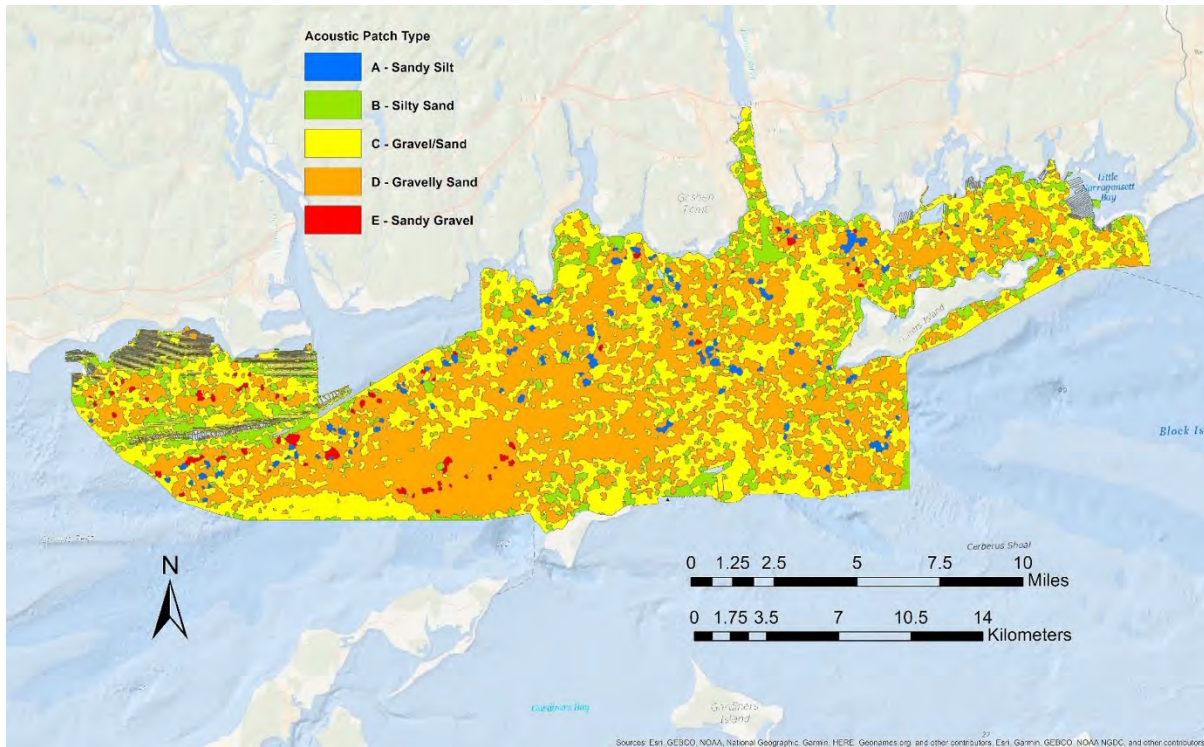 Acoustic Patch Type
A - Sandy Silt
B - Silty Sand
C - Gravel/Sand
D - Gravelly Sand
E - Sandy Gravel
Goshen
Point
Little
Narragansett
Bay
Island
Block Is
Cerberus Shoal
N
0 1.25 2.5 5 7.5 10
Miles
0 1.75 3.5 7 10.5 14
Kilometers
Gardiners Bay
Gardiners
Island
Sources: Esri, GEBCO, NOAA, National Geographic, Garmin, HERE, Geonames.org, and other contributors, Esri, Garmin, GEBCO, NOAA NGDC, and other contributors